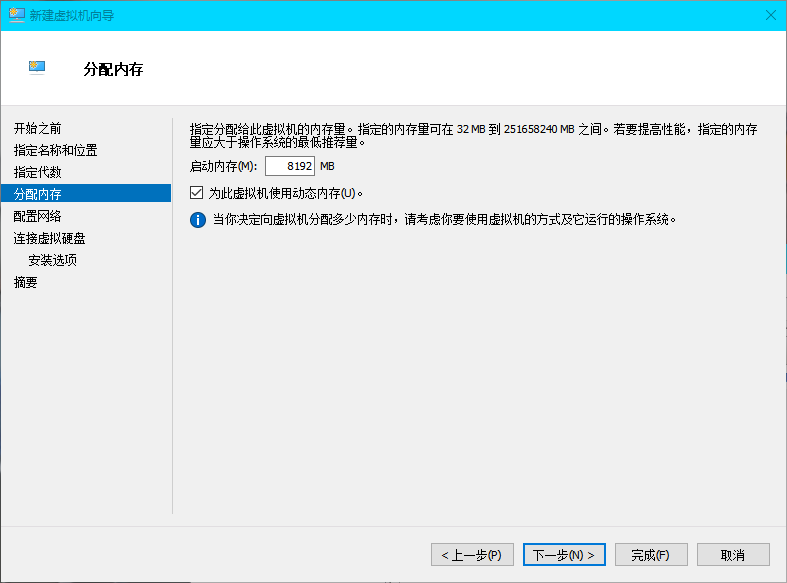 新建虚拟机向导
分配内存
开始之前
指定名称和位置
指定代数
分配内存
配置网络
连接虚拟硬盘
安装选项
摘要
指定分配给此虚拟机的内存量。指定的内存量可在 32 MB 到 251658240 MB 之间。若要提高性能，指定的内存
量应大于操作系统的最低推荐量。
启动内存(M): 8192 MB
为此虚拟机使用动态内存(U)。
当你决定向虚拟机分配多少内存时，请考虑你要使用虚拟机的方式及它运行的操作系统。
< 上一步(P) 下一步(N) > 完成(F) 取消